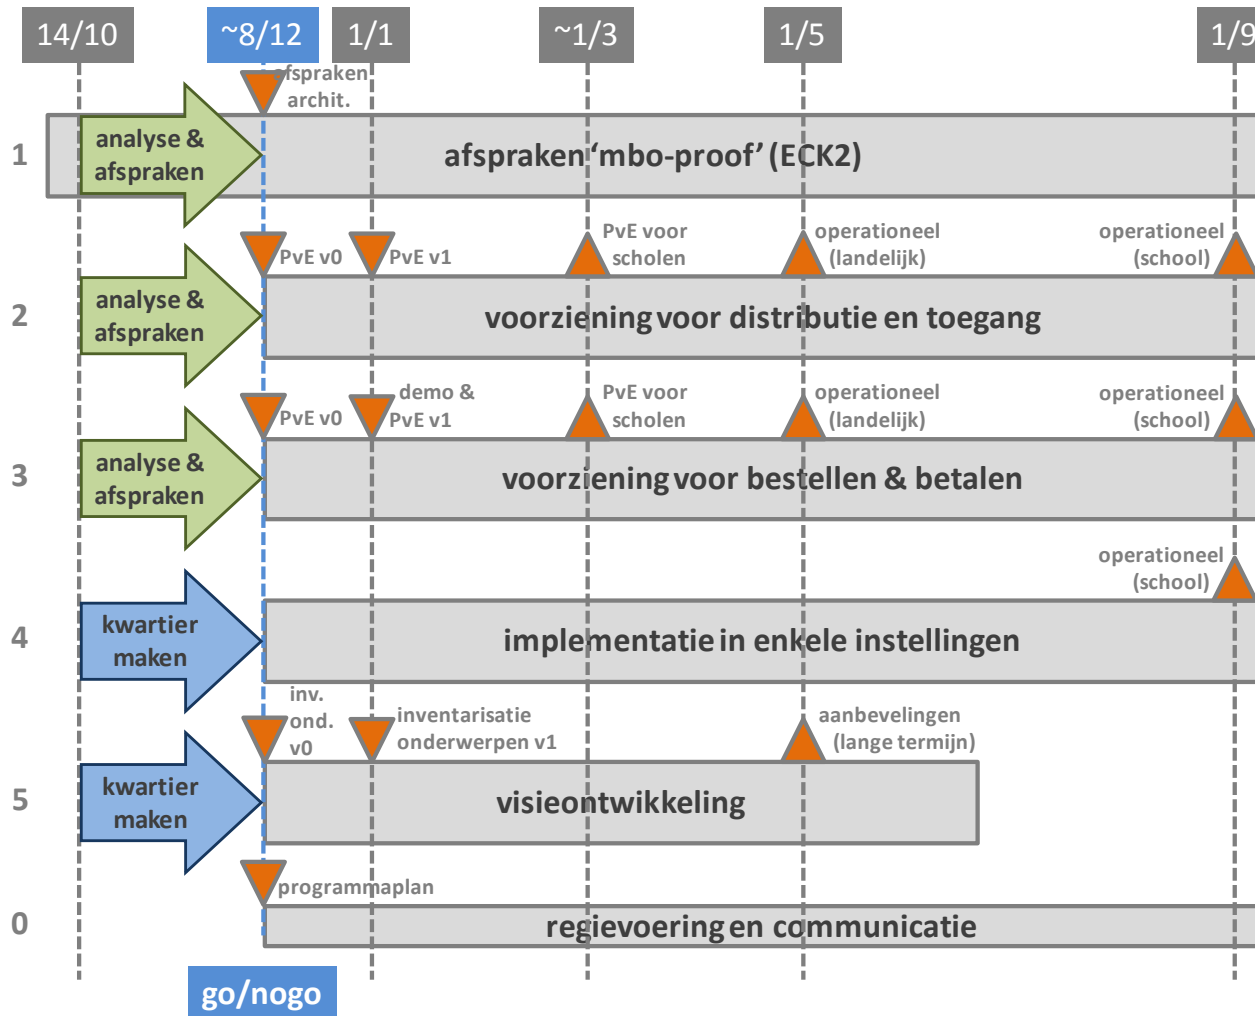 14/10
~8/12
1/1
~1/3
1/5
1/9
afspraken
archit.
1
analyse &
afspraken
afspraken ‘mbo-proof’ (ECK2)
PvE v0
PvE v1
PvE voor
scholen
operationeel
(landelijk)
operationeel
(school)
2
analyse &
afspraken
voorziening voor distributie en toegang
PvE v0
demo &
PvE v1
PvE voor
scholen
operationeel
(landelijk)
operationeel
(school)
3
analyse &
afspraken
voorziening voor bestellen & betalen
operationeel
(school)
4
kwartier
maken
implementatie in enkele instellingen
inv.
ond.
v0
inventarisatie
onderwerpen v1
aanbevelingen
(lange termijn)
5
kwartier
maken
visieontwikkeling
programmaplan
0
regievoering en communicatie
go/nogo